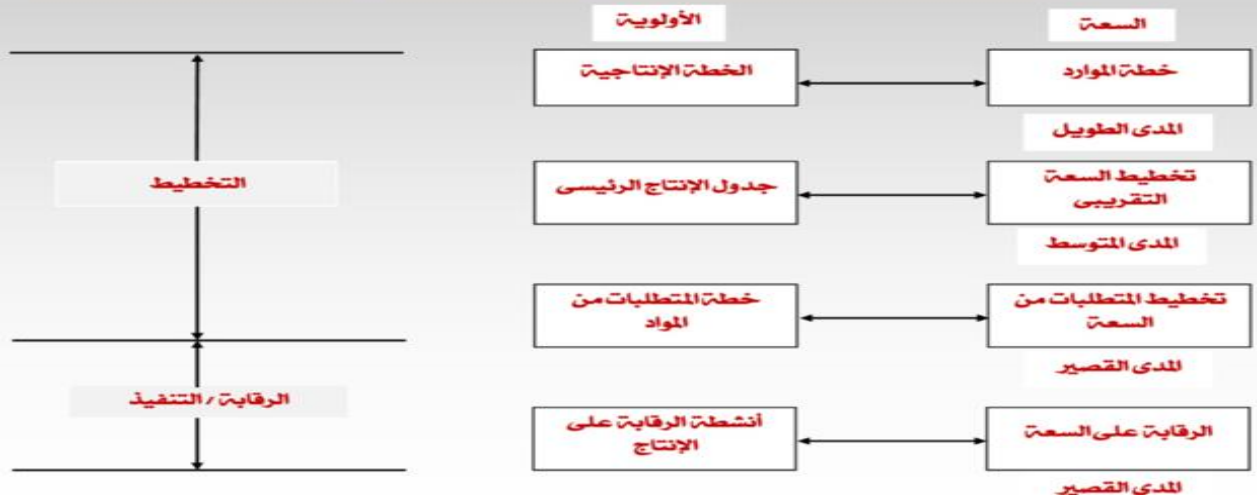 السعة
الأولوية
خطة الموارد
الخطة الإنتاجية
المدى الطويل
تخطيط السعة
التقريبى
جدول الإنتاج الرئيسى
التخطيط
المدى المتوسط
تخطيط المتطلبات من
السعة
خطة المتطلبات من
المواد
المدى القصير
الرقابة / التنفيذ
الرقابة على السعة
أنشطة الرقابة على
الإنتاج
المدى القصير